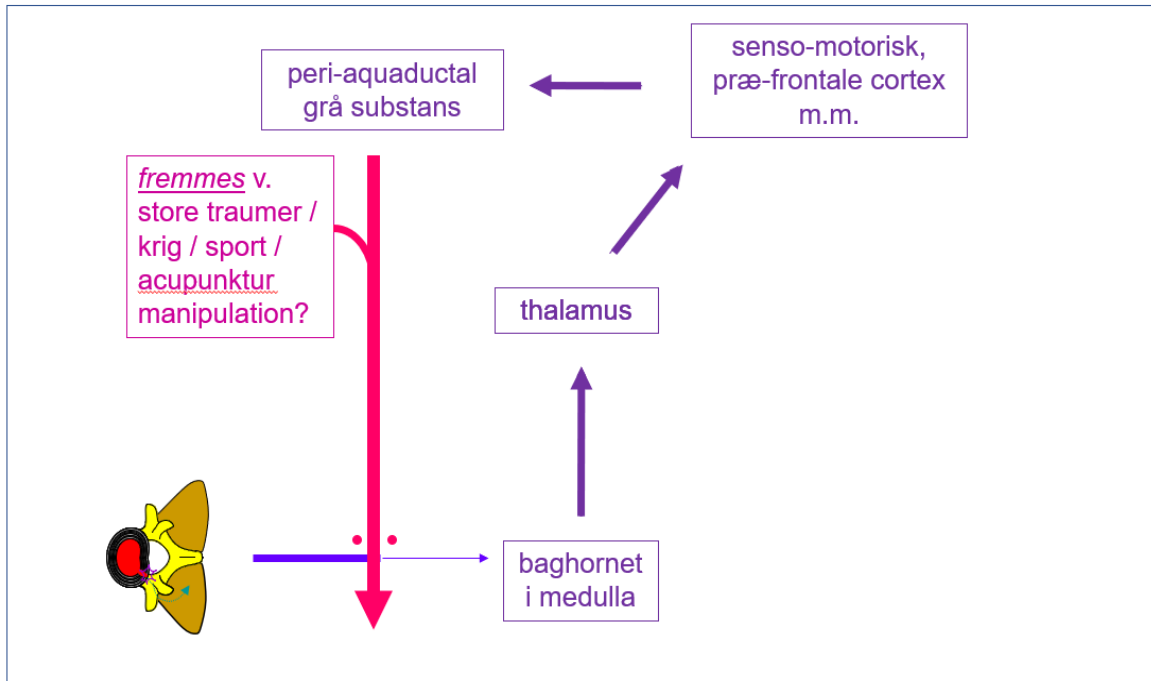 peri-aquaductal
grå substans
senso-motorisk,
præ-frontale cortex
m.m.
fremmes v.
store traumer /
krig / sport /
acupunktur
manipulation?
thalamus
baghornet
i medulla